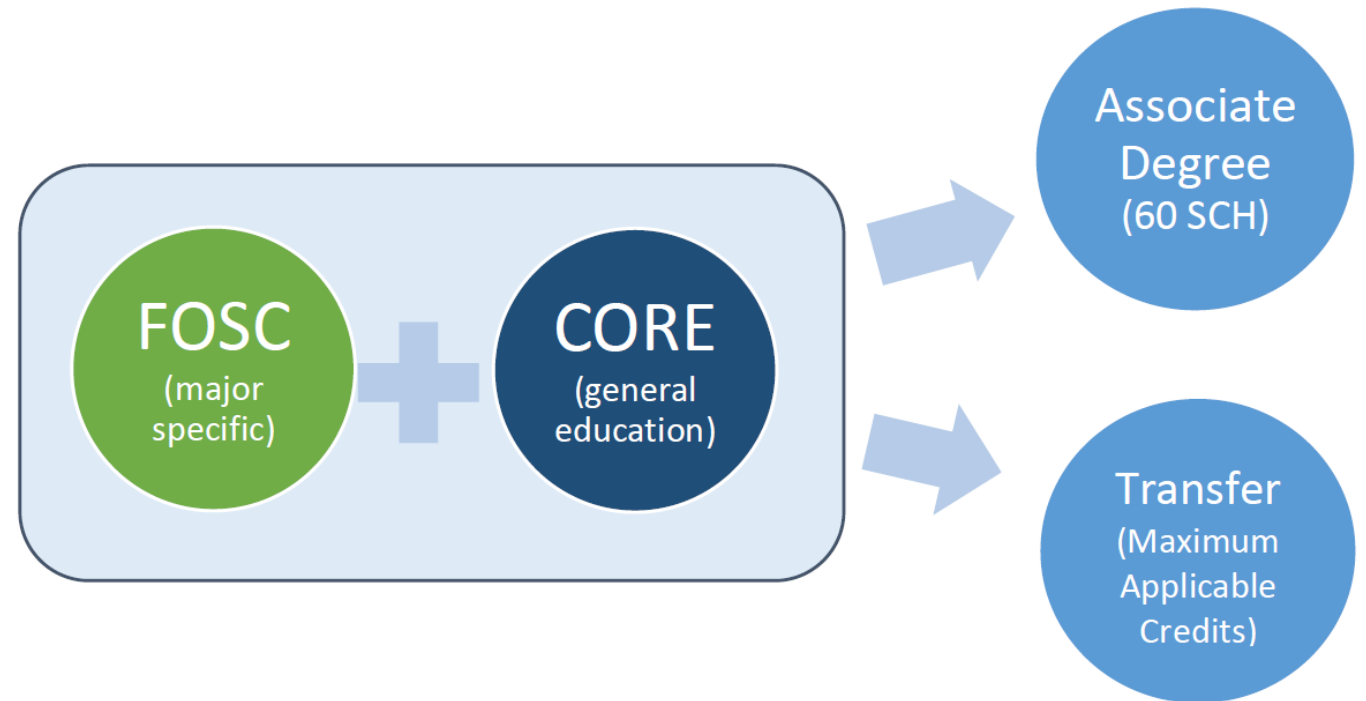 FOSC
(major
specific)
CORE
(general
education)
Associate
Degree
(60 SCH)
Transfer
(Maximum
Applicable
Credits)